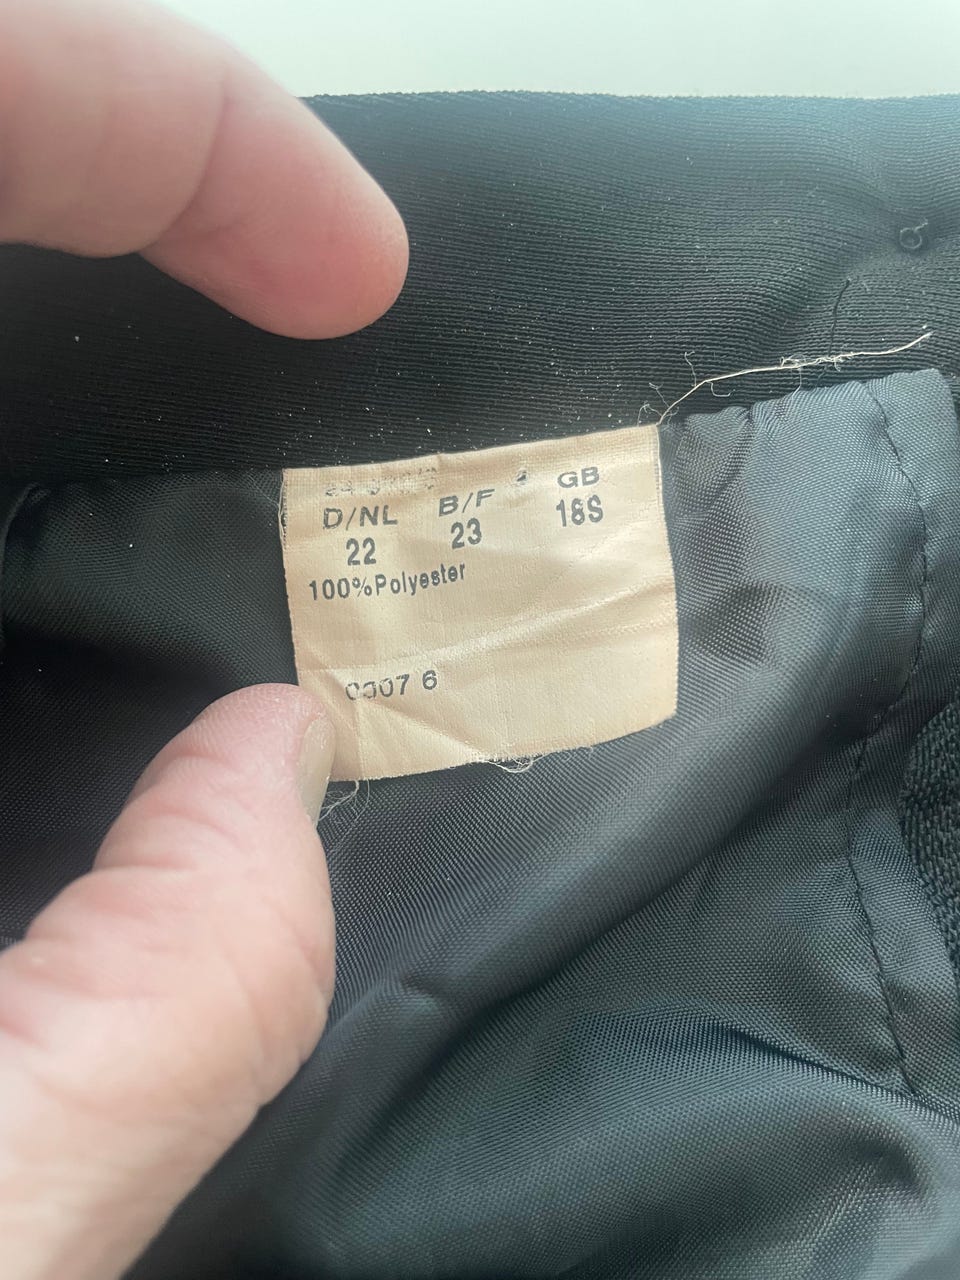 D/NL B/F GB
22 23 18S
100%Polyester
0307 6